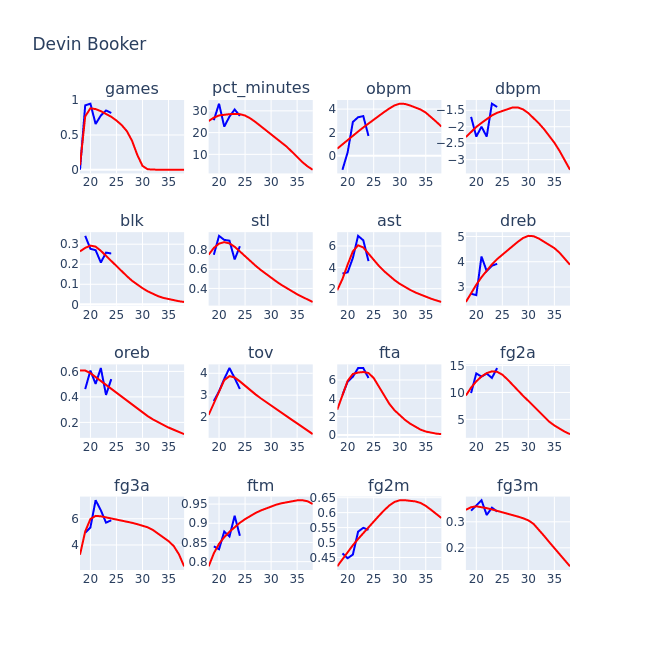 Devin Booker
games pct_minutes obpm dbpm
1 0.5 0
30 20 10
4 2 0
−1.5 −2 −2.5 −3
20 25 30 35 20 25 30 35 20 25 30 35 20 25 30 35
blk stl ast dreb
0.3 0.2 0.1 0
0.8 0.6 0.4
6 4 2
5 4 3
20 25 30 35 20 25 30 35 20 25 30 35 20 25 30 35
oreb tov fta fg2a
0.6 0.4 0.2
4 3 2
6 4 2 0
15 10 5
20 25 30 35 20 25 30 35 20 25 30 35 20 25 30 35
fg3a ftm fg2m fg3m
6 4
0.95 0.9 0.85 0.8
0.65 0.6 0.55 0.5 0.45
0.3 0.2
20 25 30 35 20 25 30 35 20 25 30 35 20 25 30 35